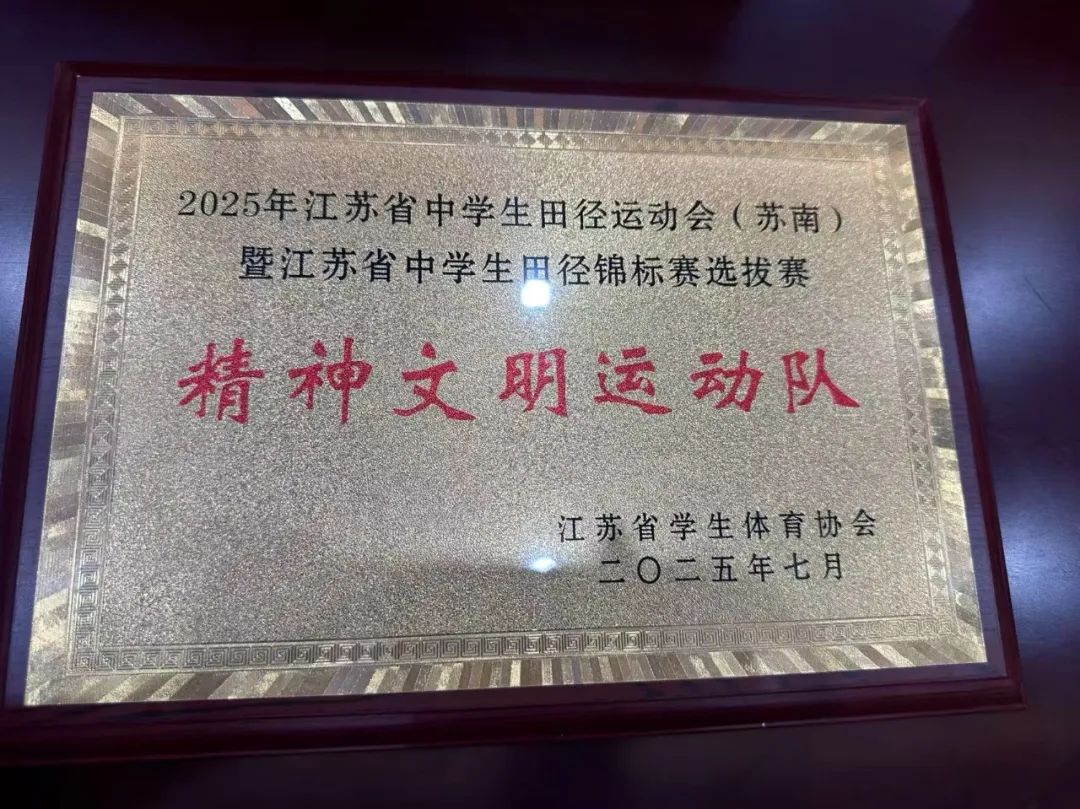 2025年江苏省中学生田径运动会（苏南）
暨江苏省中学生田径锦标赛选拔赛
精神文明运动队
江苏省学生体育协会
二〇二五年七月